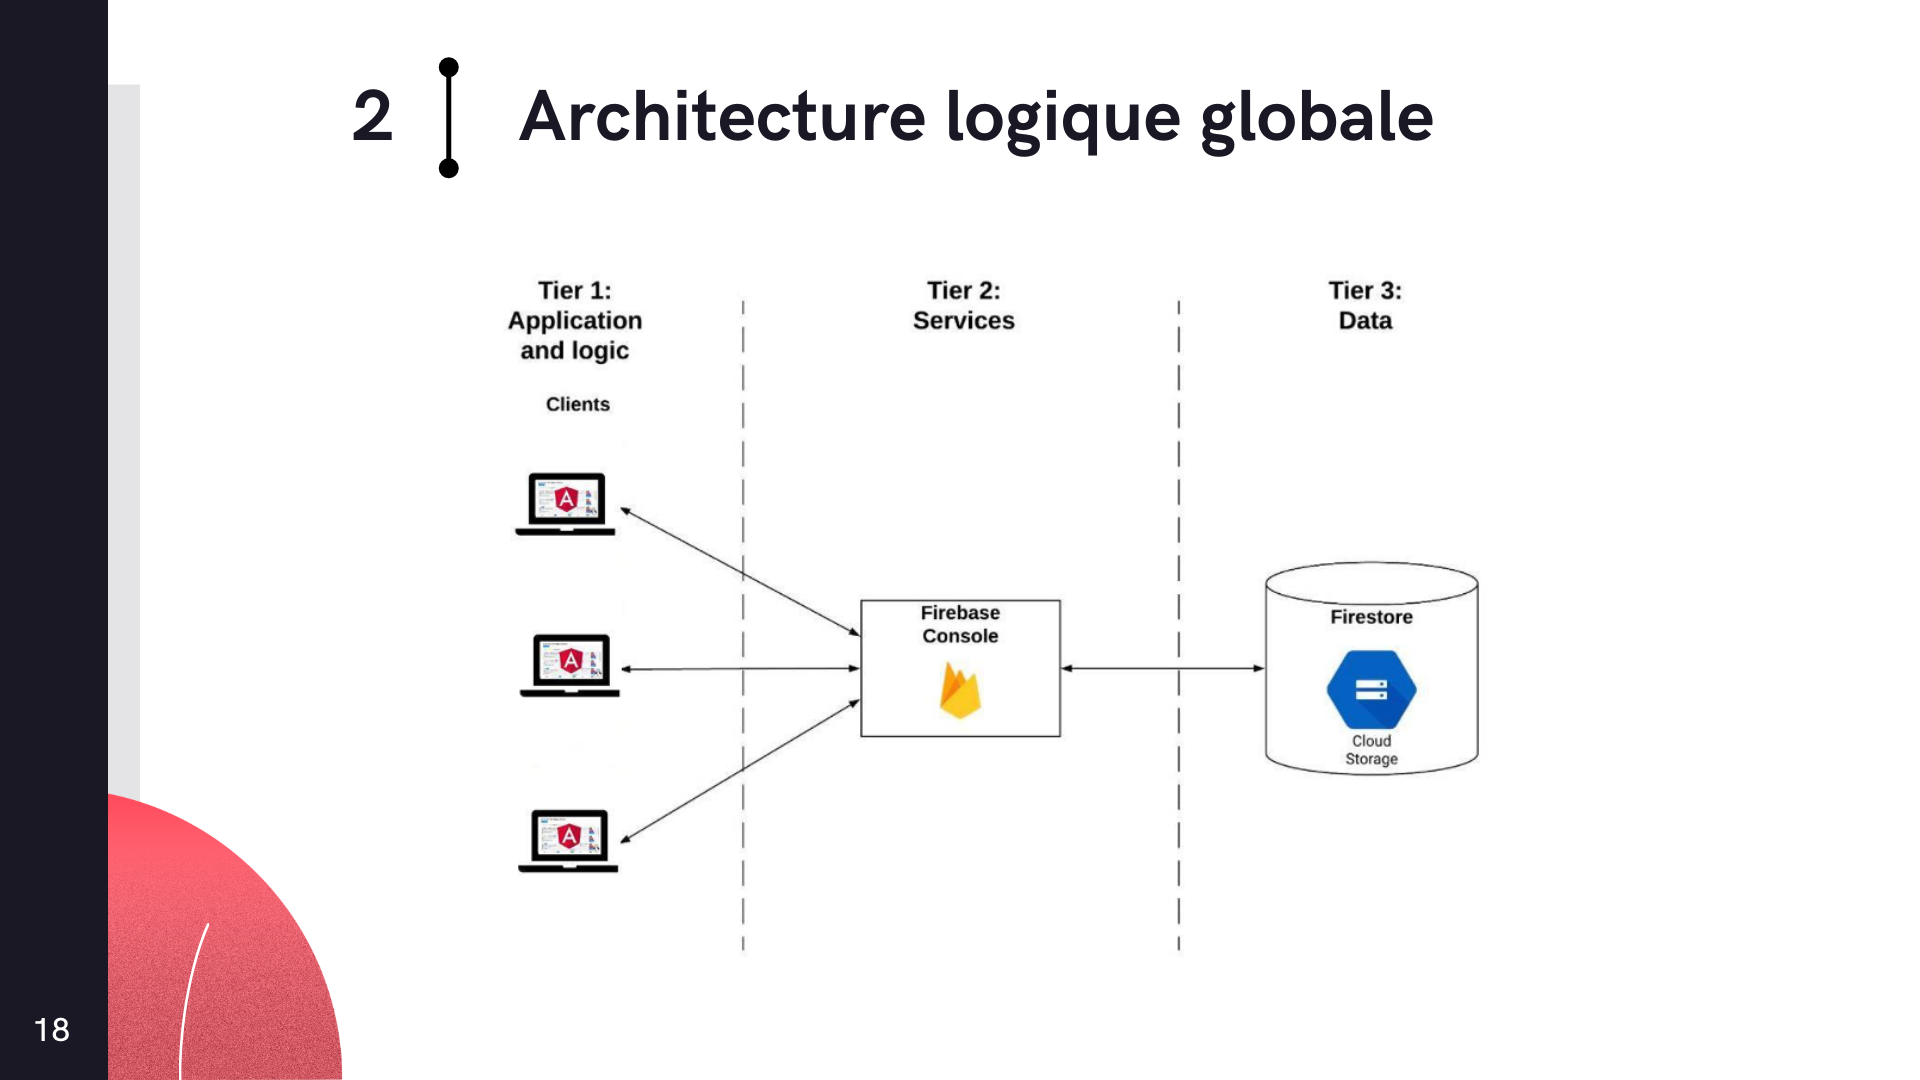 2
Architecture logique globale
Tier 1:
Application
and logic
Clients
Tier 2:
Services
Tier 3:
Data
A
A
A
Firebase
Console
Firestore
Cloud
Storage
18